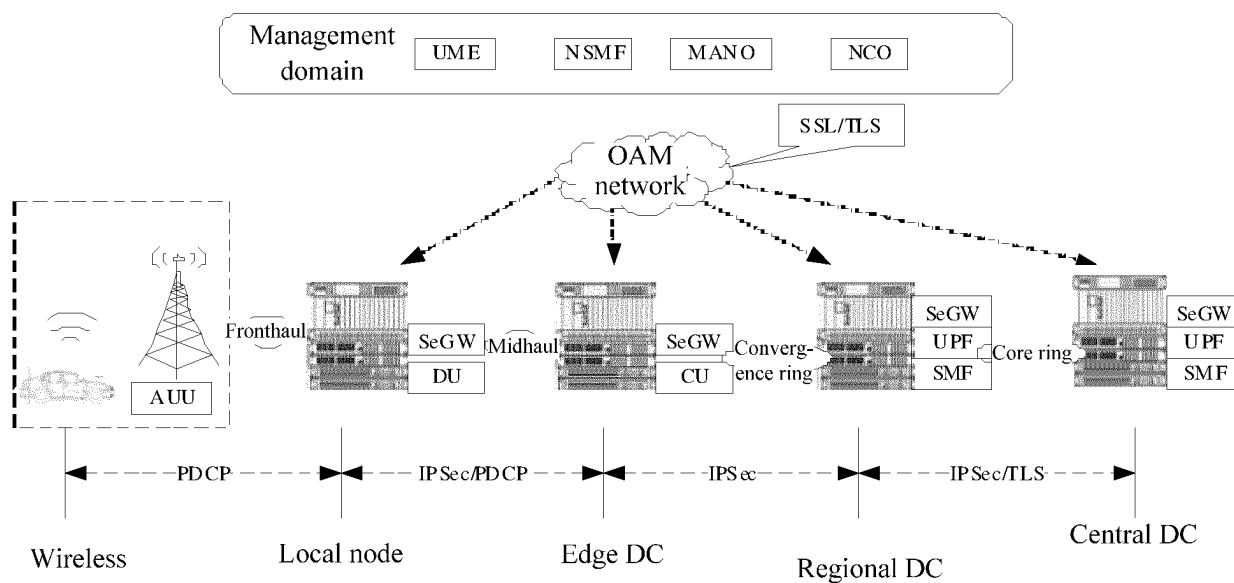 Management
domain
UME
NSMF
MANO
NCO
SSL/TLS
OAM
network
Fronthaul
AUU
SeGW
DU
Midhaul
SeGW
CU
Converg-
ence ring
SeGW
UPF
SMF
Core ring
SeGW
UPF
SMF
PDCP
IPSec/PDCP
IPSec
IPSec/TLS
Wireless
Local node
Edge DC
Regional DC
Central DC